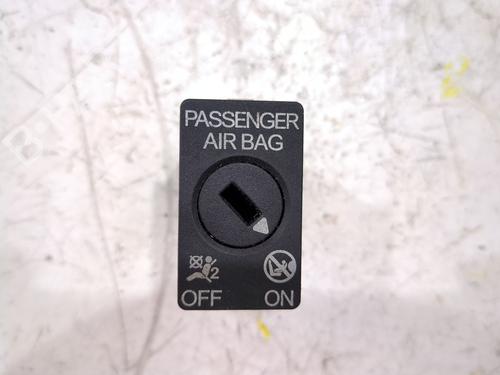 PASSENGER
AIR BAG
2
OFF ON